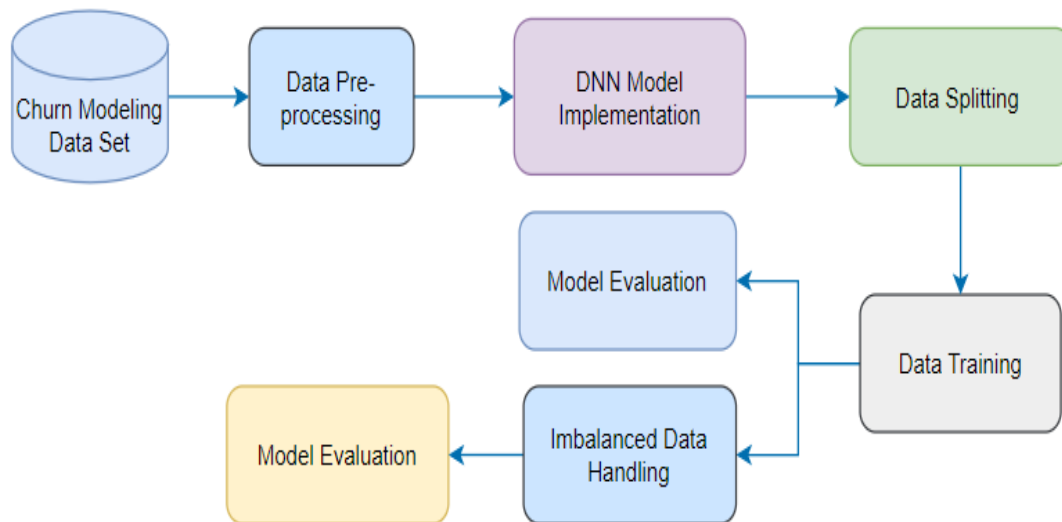 Churn Modeling
Data Set
Data Pre-
processing
DNN Model
Implementation
Data Splitting
Model Evaluation
Data Training
Imbalanced Data
Handling
Model Evaluation